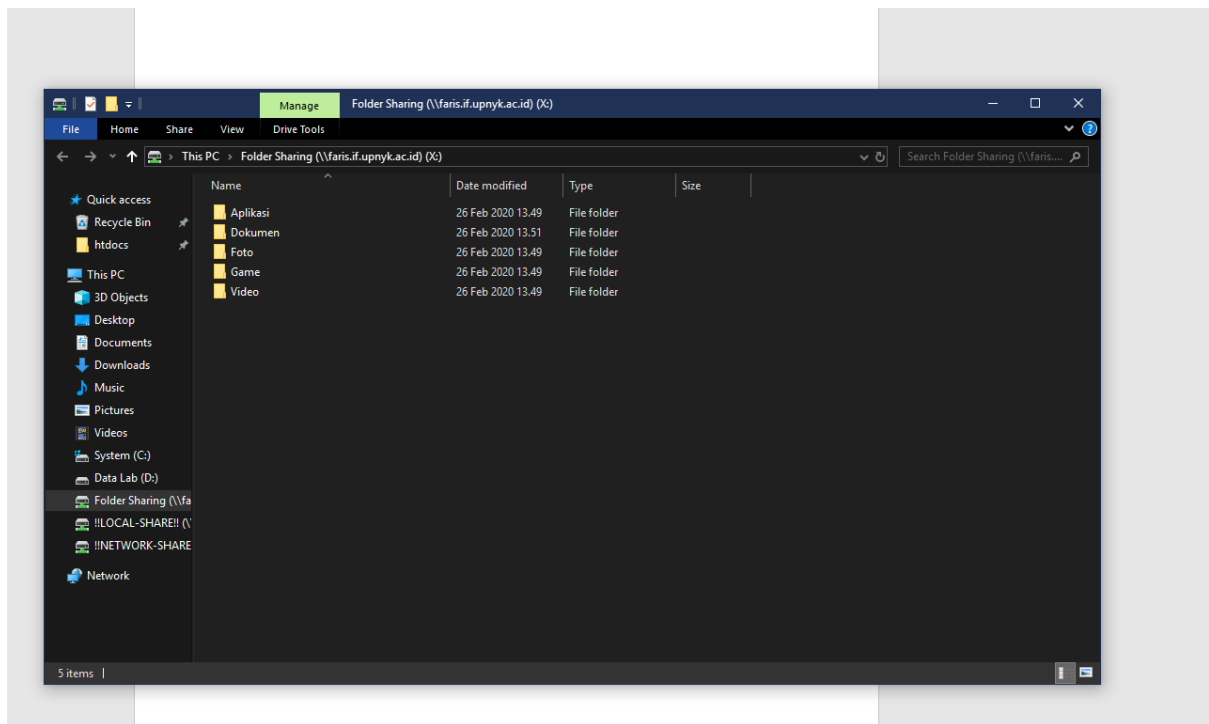 Manage Folder Sharing (\\faris.if.upnyk.ac.id) (X:)
File Home Share View Drive Tools
This PC > Folder Sharing (\\faris.if.upnyk.ac.id) (X:) Search Folder Sharing (\\faris....
Quick access
Recycle Bin
htdocs
This PC
3D Objects
Desktop
Documents
Downloads
Music
Pictures
Videos
System (C:)
Data Lab (D:)
Folder Sharing (\\fa
!!LOCAL-SHARE!! (\
!!NETWORK-SHARE
Network
Name Date modified Type Size
Aplikasi 26 Feb 2020 13.49 File folder
Dokumen 26 Feb 2020 13.51 File folder
Foto 26 Feb 2020 13.49 File folder
Game 26 Feb 2020 13.49 File folder
Video 26 Feb 2020 13.49 File folder
5 items